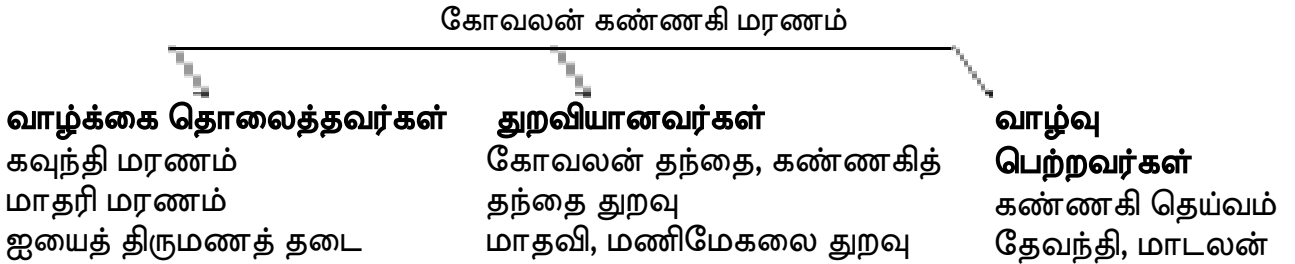 கோவலன் கண்ணகி மரணம்
வாழ்க்கை தொலைத்தவர்கள்
கவுந்தி மரணம்
மாதரி மரணம்
ஐயைத் திருமணத் தடை
துறவியானவர்கள்
கோவலன் தந்தை, கண்ணகித்
தந்தை துறவு
மாதவி, மணிமேகலை துறவு
வாழ்வு
பெற்றவர்கள்
கண்ணகி தெய்வம்
தேவந்தி, மாடலன்